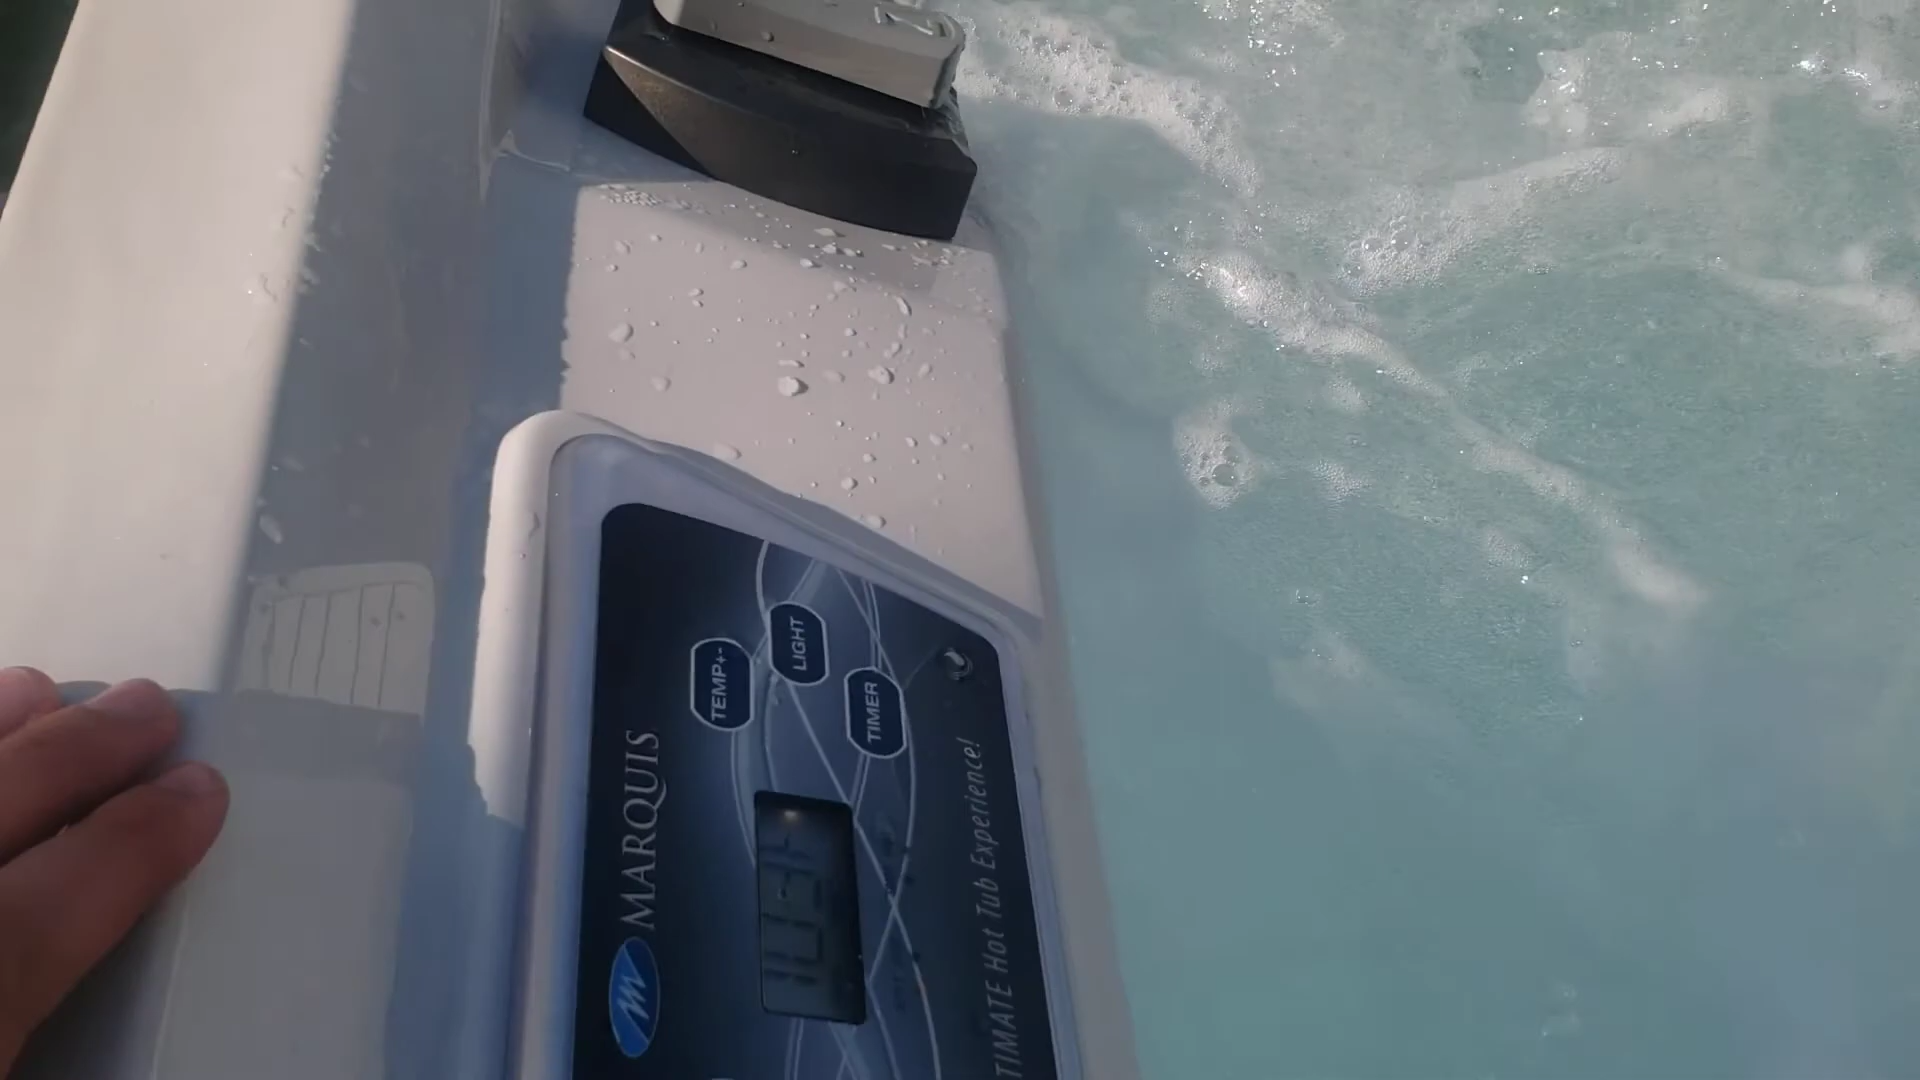 TEMP+-
LIGHT
TIMER
MARQUIS
TIMATE Hot Tub Experience!